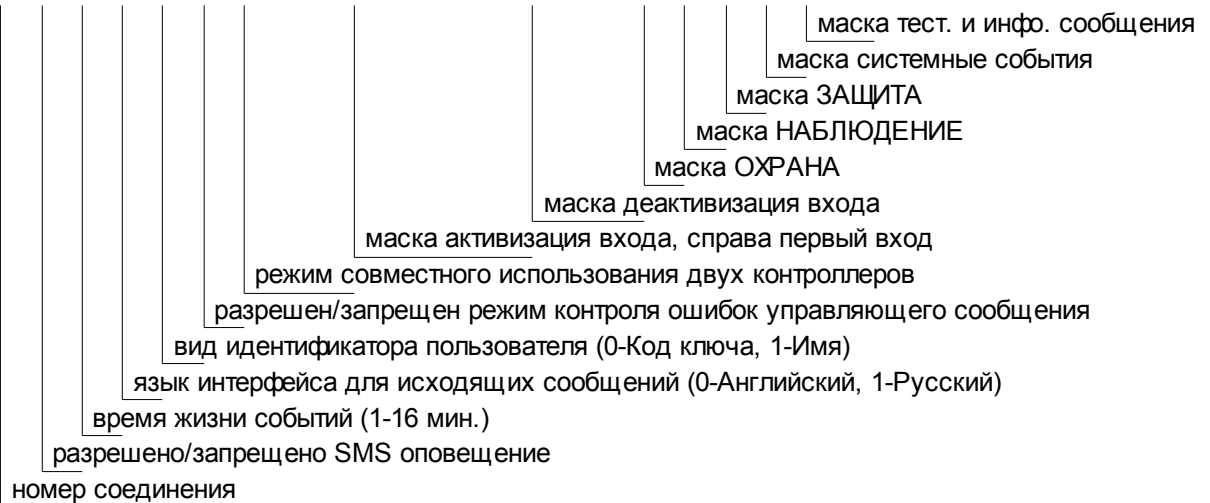 маска тест. и инфо. сообщения
маска системные события
маска ЗАЩИТА
маска НАБЛЮДЕНИЕ
маска ОХРАНА
маска деактивизация входа
маска активизация входа, справа первый вход
режим совместного использования двух контроллеров
разрешен/запрещен режим контроля ошибок управляющего сообщения
вид идентификатора пользователя (0-Код ключа, 1-Имя)
язык интерфейса для исходящих сообщений (0-Английский, 1-Русский)
время жизни событий (1-16 мин.)
разрешено/запрещено SMS оповещение
номер соединения